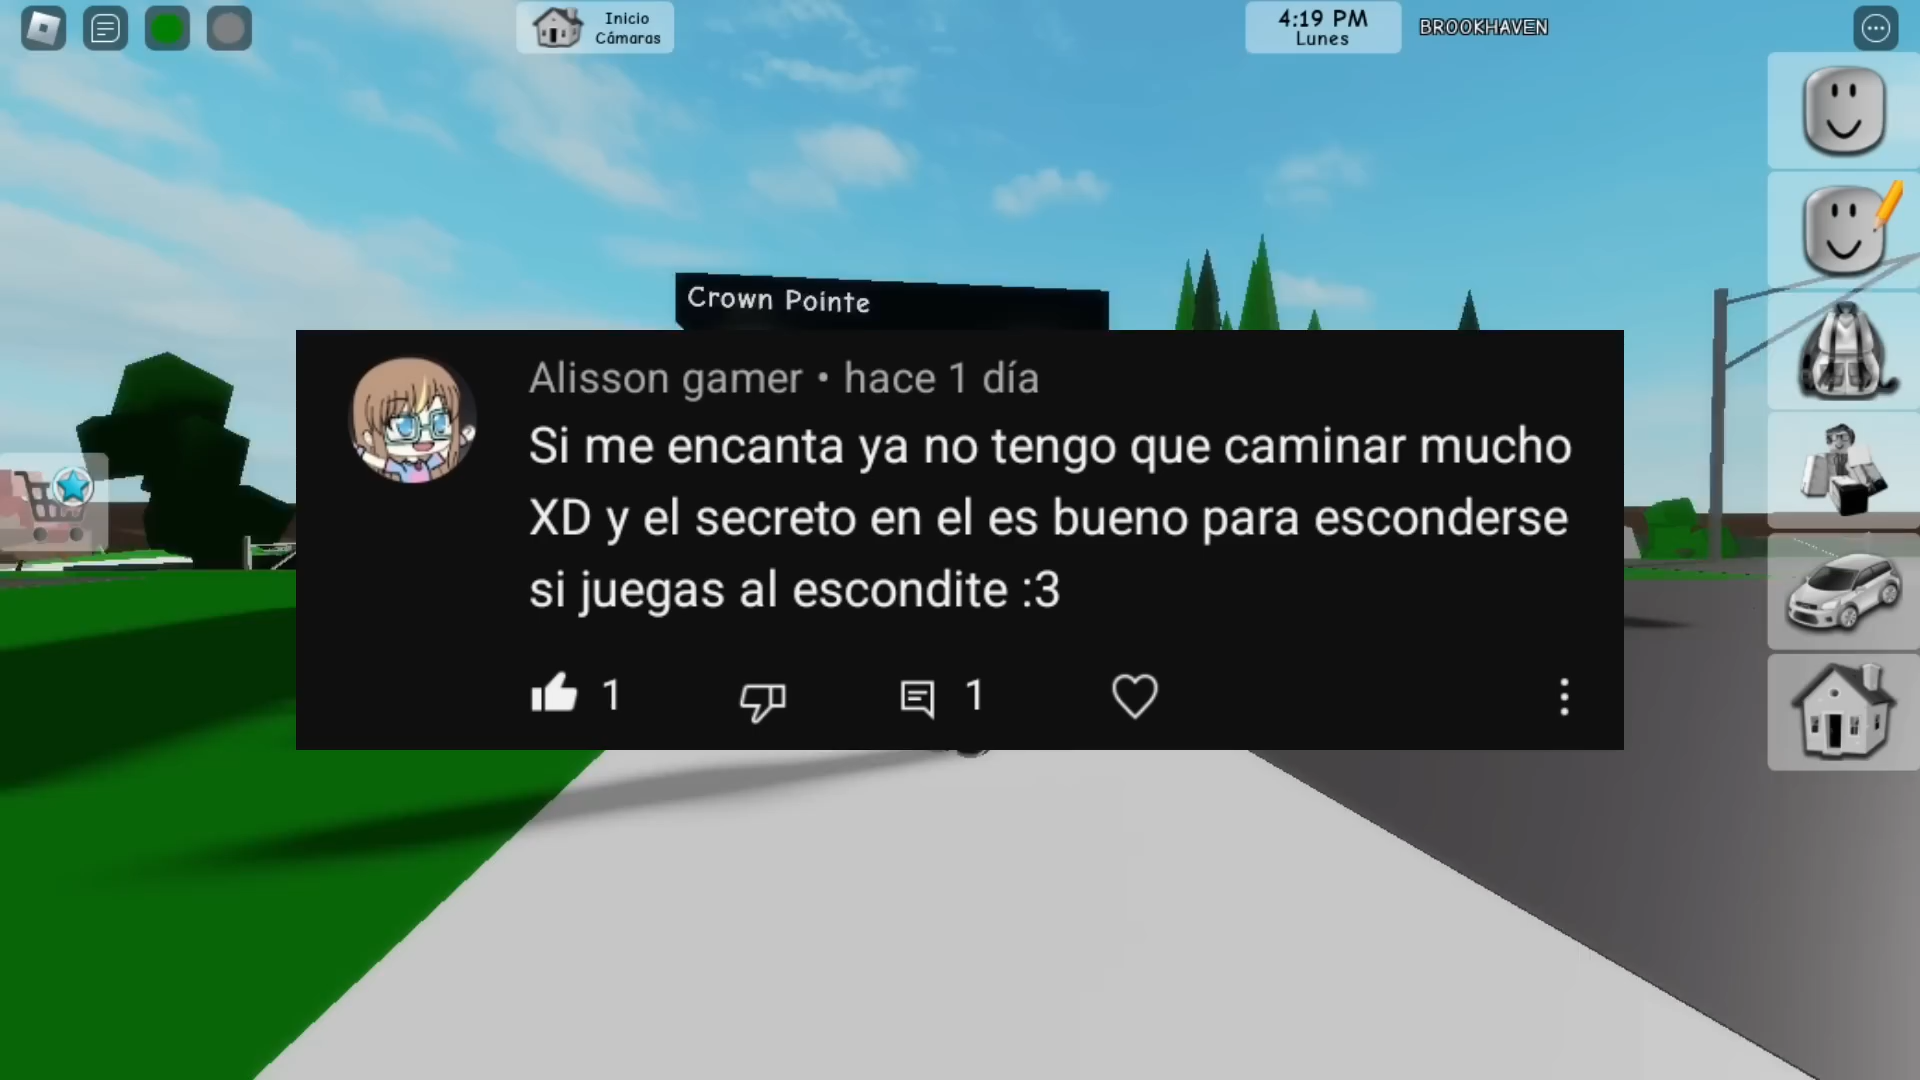 Inicio
Cámaras
4:19 PM
Lunes
BROOKHAVEN
Crown Pointe
Alisson gamer • hace 1 día
Si me encanta ya no tengo que caminar mucho
XD y el secreto en el es bueno para esconderse
si juegas al escondite :3
1
1